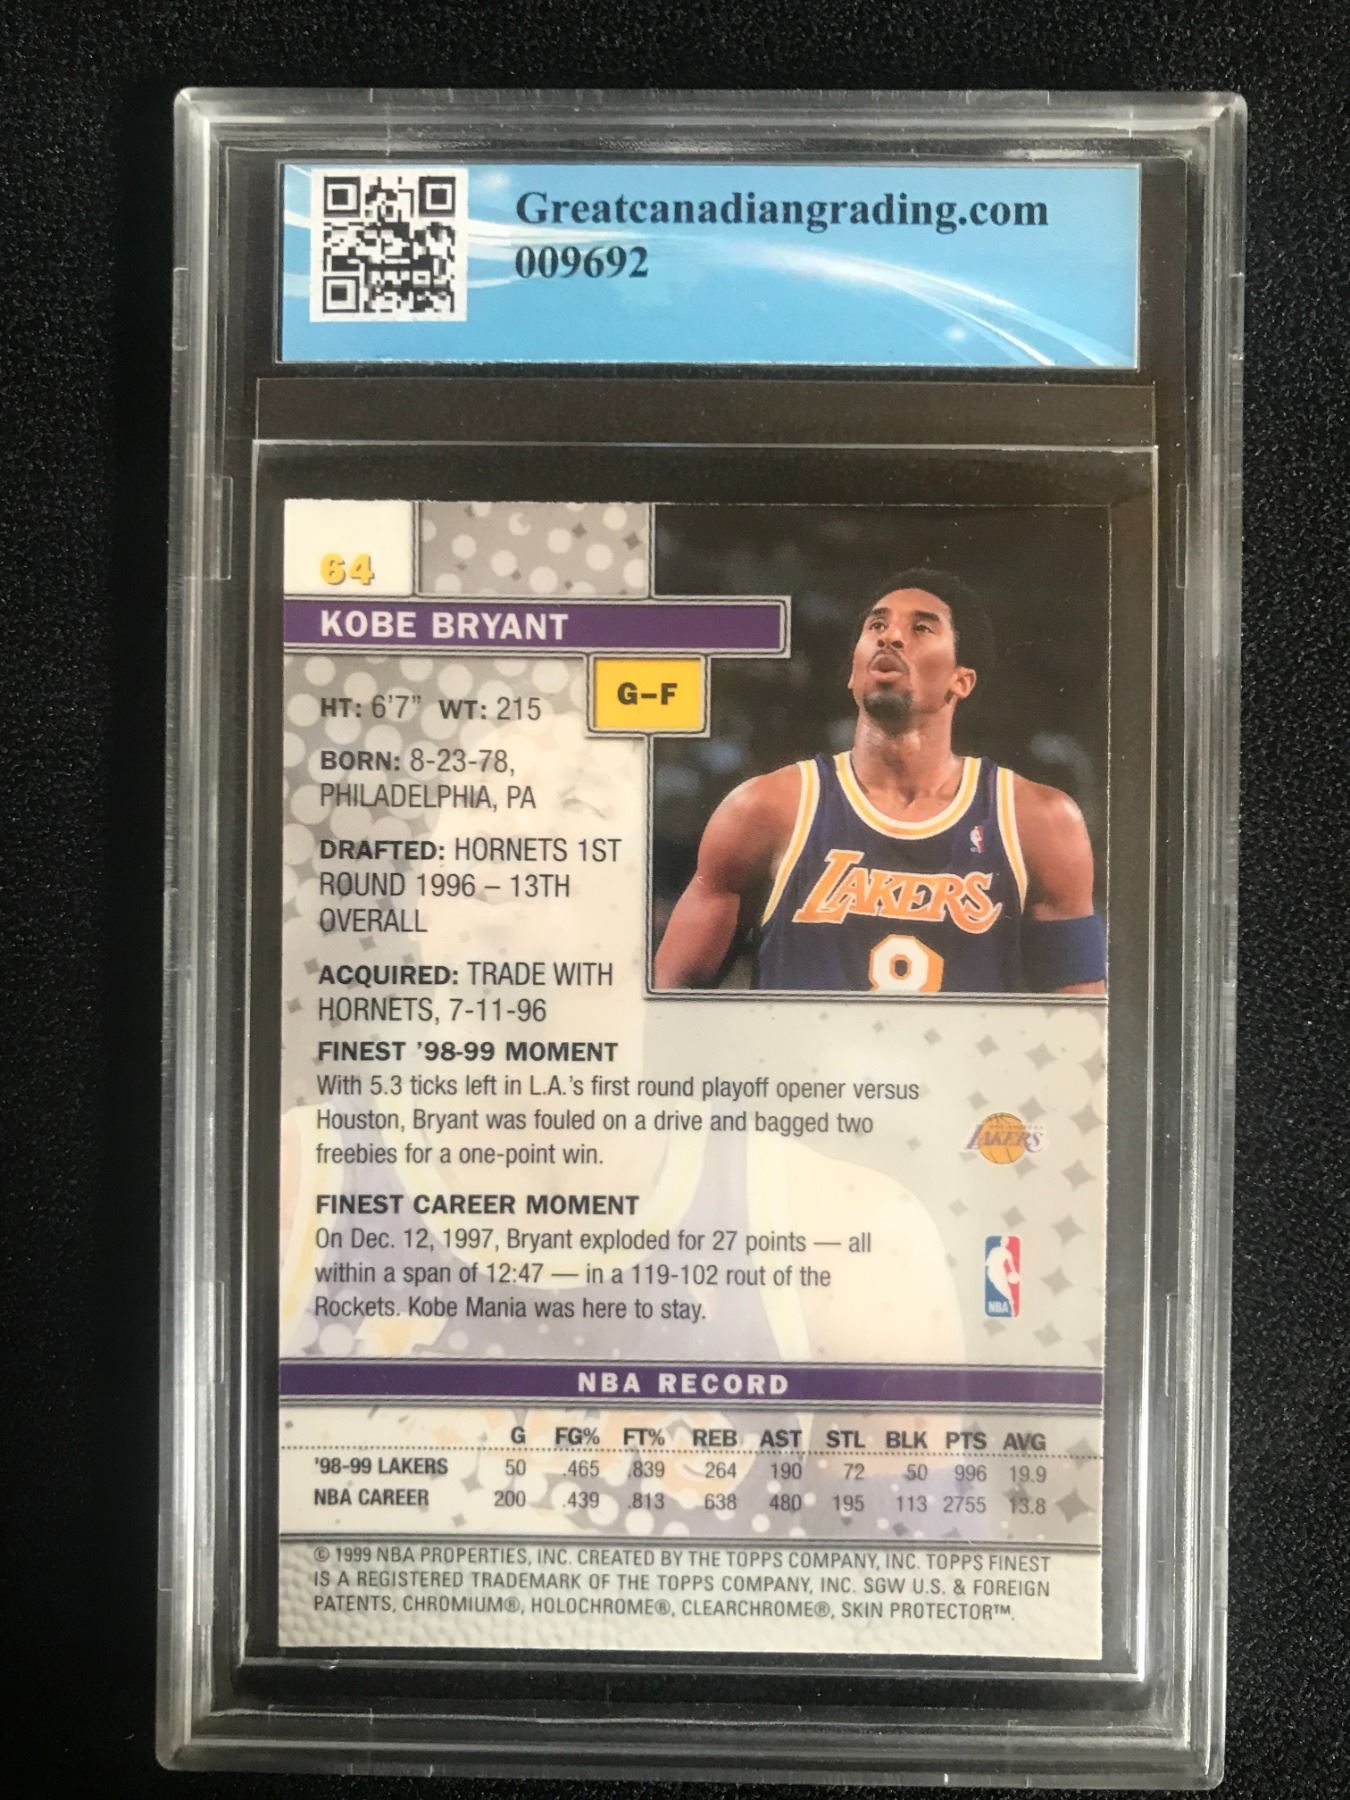 Greatcanadiangrading.com
009692
64
KOBE BRYANT
G-F
HT: 6'7" WT: 215
BORN: 8-23-78,
PHILADELPHIA, PA
DRAFTED: HORNETS 1ST
ROUND 1996 – 13TH
OVERALL
ACQUIRED: TRADE WITH
HORNETS, 7-11-96
LAKERS
8
FINEST '98-99 MOMENT
With 5.3 ticks left in L.A.'s first round playoff opener versus
Houston, Bryant was fouled on a drive and bagged two
freebies for a one-point win.
LAKERS
FINEST CAREER MOMENT
On Dec. 12, 1997, Bryant exploded for 27 points — all
within a span of 12:47 — in a 119-102 rout of the
Rockets. Kobe Mania was here to stay.
NBA
NBA RECORD
G FG% FT% REB AST STL BLK PTS AVG
'98-99 LAKERS 50 .465 .839 264 190 72 50 996 19.9
NBA CAREER 200 .439 .813 638 480 195 113 2755 13.8
© 1999 NBA PROPERTIES, INC. CREATED BY THE TOPPS COMPANY, INC. TOPPS FINEST
IS A REGISTERED TRADEMARK OF THE TOPPS COMPANY, INC. SGW U.S. & FOREIGN
PATENTS, CHROMIUM®, HOLOCHROME®, CLEARCHROME®, SKIN PROTECTOR™.